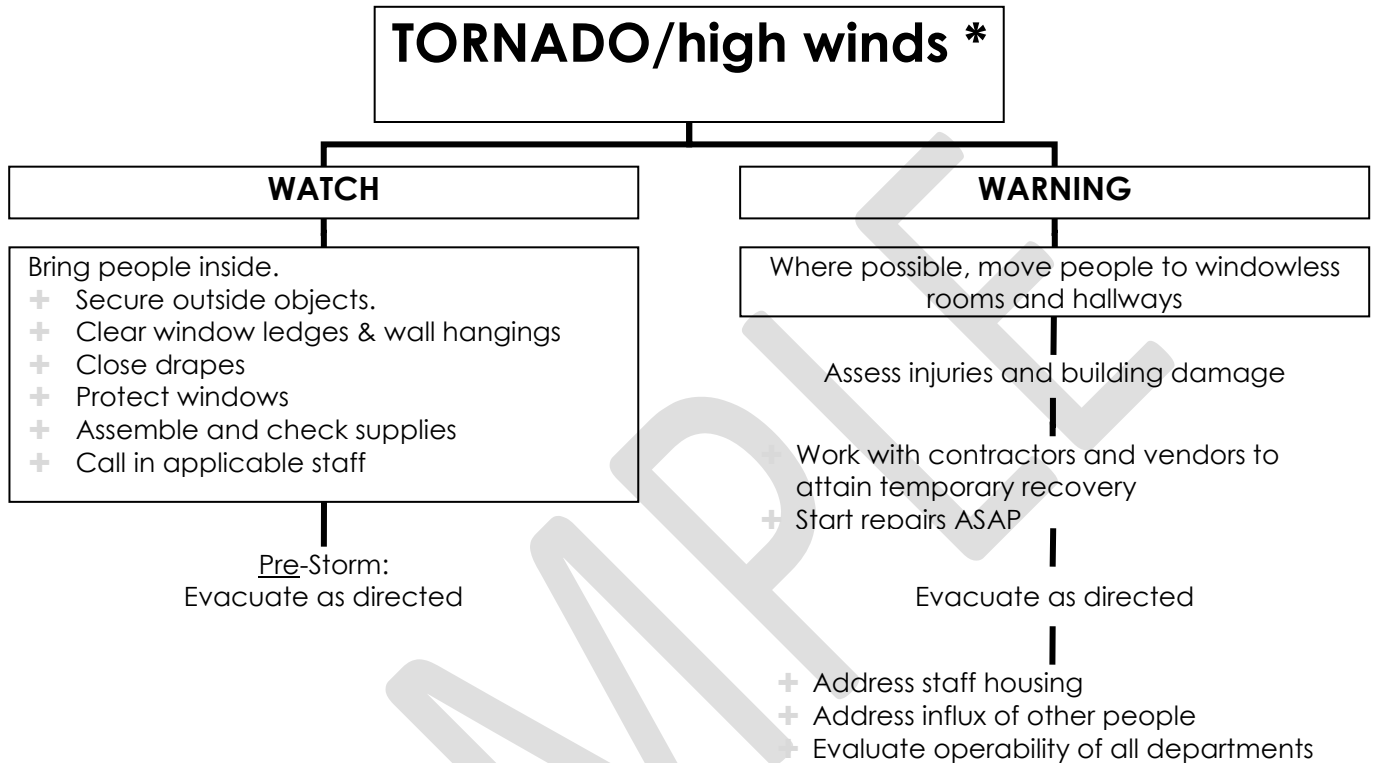 TORNADO/high winds *
WATCH
Bring people inside.
Secure outside objects.
Clear window ledges & wall hangings
Close drapes
Protect windows
Assemble and check supplies
Call in applicable staff
Pre-Storm:
Evacuate as directed
WARNING
Where possible, move people to windowless
rooms and hallways
Assess injuries and building damage
Work with contractors and vendors to
attain temporary recovery
Start repairs ASAP
Evacuate as directed
Address staff housing
Address influx of other people
Evaluate operability of all departments
MPLE